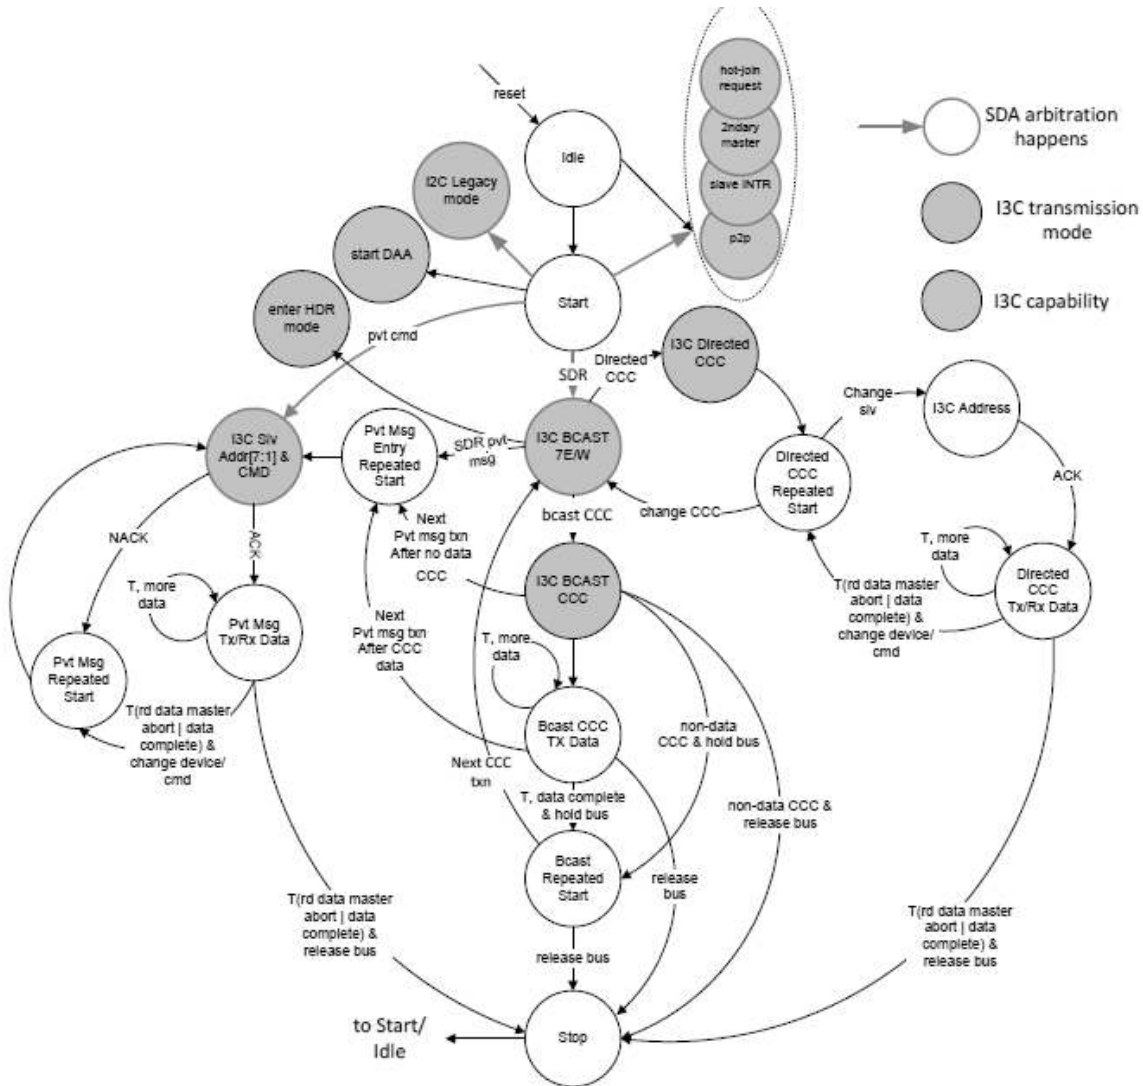 hot-join
request
2ndary
master
slave INTR
p2p
reset
Idle
SDA arbitration
happens
I2C Legacy
mode
I3C transmission
mode
start DAA
Start
I3C capability
enter HDR
mode
pvt cmd
SDR
Directed
CCC
I3C Directed
CCC
Change
slv
I3C Address
I3C Slv
Addr[7:1] &
CMD
Pvt Msg
Entry
Repeated
Start
SDR pvt
msg
I3C BCAST
7E/W
Directed
CCC
Repeated
Start
ACK
change CCC
bcast CCC
NACK
ACK
Next
Pvt msg txn
After no data
CCC
I3C BCAST
CCC
T, more
data
Directed
CCC
Tx/Rx Data
T(rd data master
abort | data
complete) &
change device/
cmd
T, more
data
Pvt Msg
Tx/Rx Data
Next
Pvt msg txn
After CCC
data
T, more
data
Pvt Msg
Repeated
Start
T(rd data master
abort | data
complete) &
change device/
cmd
Bcast CCC
TX Data
non-data
CCC & hold bus
Next CCC
txn
T, data complete
& hold bus
non-data CCC &
release bus
Bcast
Repeated
Start
release
bus
T(rd data master
abort | data
complete) &
release bus
T(rd data master
abort | data
complete) &
release bus
release bus
to Start/
Idle
Stop